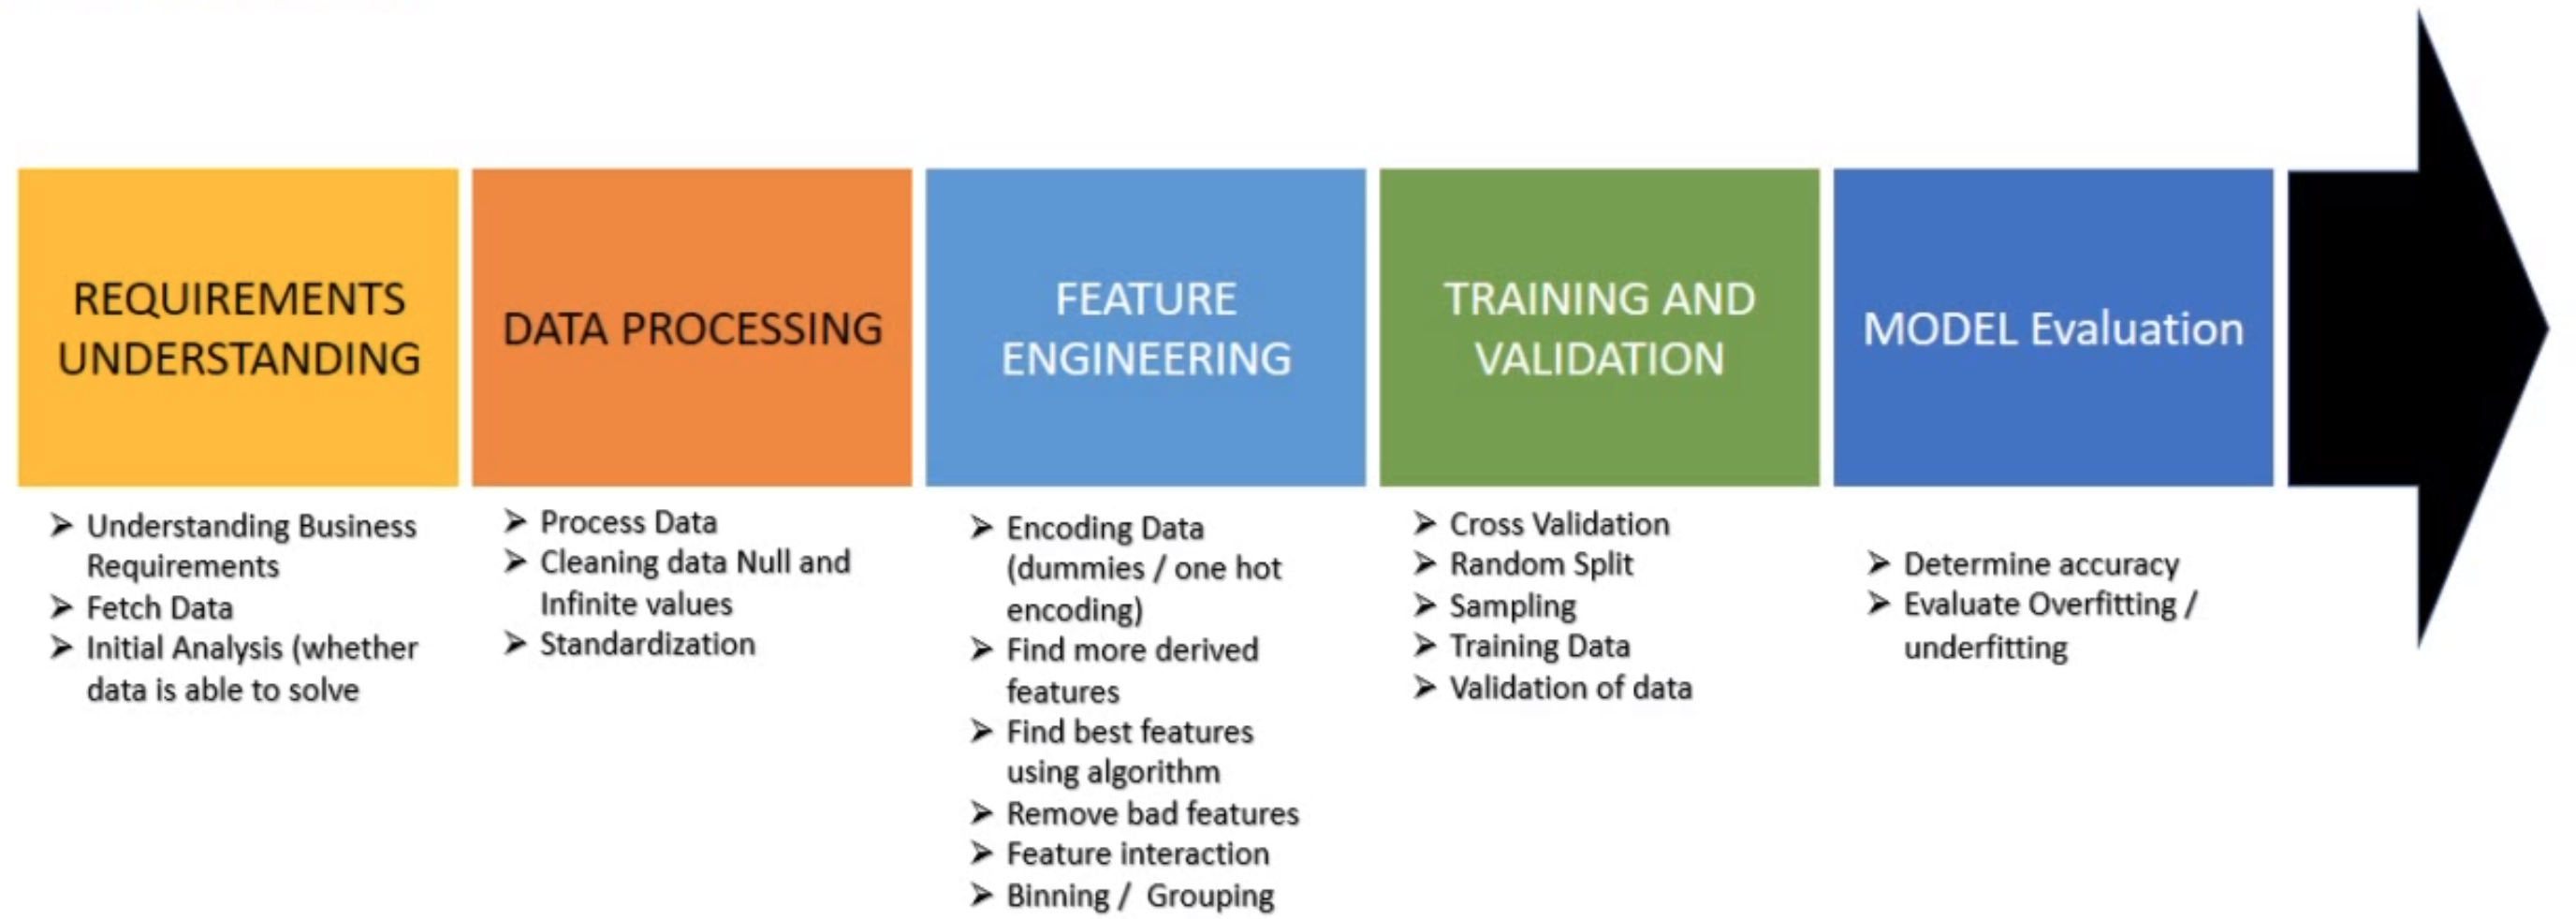 REQUIREMENTS
UNDERSTANDING
➢ Understanding Business
Requirements
➢ Fetch Data
➢ Initial Analysis (whether
data is able to solve
DATA PROCESSING
➢ Process Data
➢ Cleaning data Null and
Infinite values
➢ Standardization
FEATURE
ENGINEERING
➢ Encoding Data
(dummies / one hot
encoding)
➢ Find more derived
features
➢ Find best features
using algorithm
➢ Remove bad features
➢ Feature interaction
➢ Binning / Grouping
TRAINING AND
VALIDATION
➢ Cross Validation
➢ Random Split
➢ Sampling
➢ Training Data
➢ Validation of data
MODEL Evaluation
➢ Determine accuracy
➢ Evaluate Overfitting /
underfitting